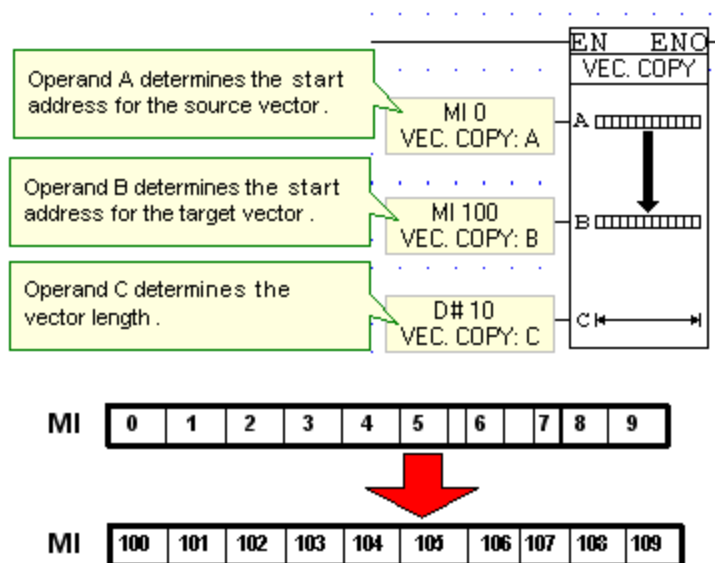 EN ENO
VEC. COPY
Operand A determines the start
address for the source vector.
MI 0
VEC. COPY: A
A
Operand B determines the start
address for the target vector.
MI 100
VEC. COPY: B
B
Operand C determines the
vector length.
D# 10
VEC. COPY: C
C
MI 0 1 2 3 4 5 6 7 8 9
MI 100 101 102 103 104 105 106 107 108 109